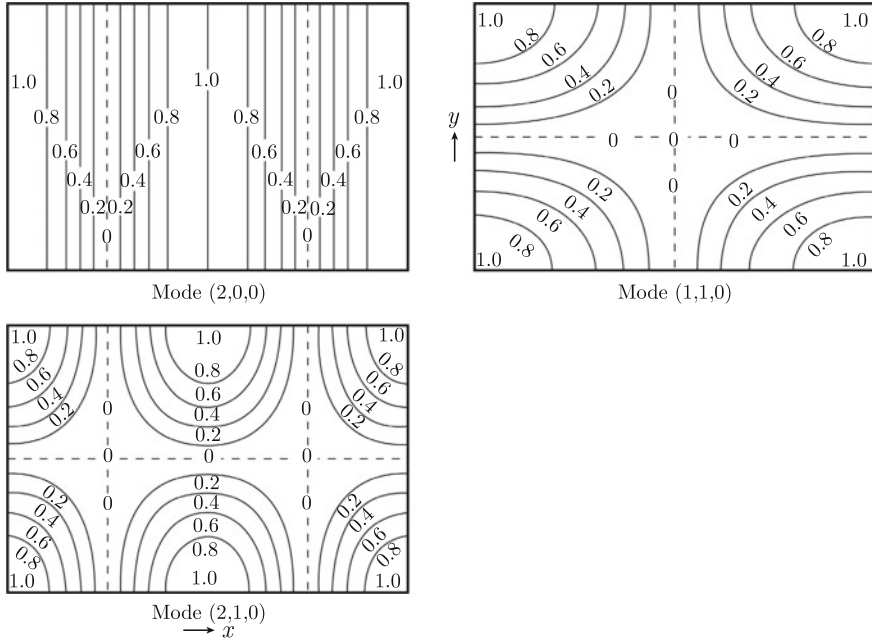 1.0 1.0 1.0
0.8 0.8 0.8 0.8
0.6 0.6 0.6 0.6
0.4 0.4 0.4 0.4
0.2 0.2 0.2 0.2
0 0
Mode (2,0,0)
1.0 1.0
0.8 0.8
0.6 0.6
0.4 0.4
0.2 0.2
0
y
0 0 0
0
0.2 0.2
0.4 0.4
0.6 0.6
0.8 0.8
1.0 1.0
Mode (1,1,0)
1.0 1.0 1.0
0.8 0.8 0.8
0.6 0.6 0.6
0.4 0.4 0.4
0.2 0.2 0.2
0 0
0 0 0
0.2 0.2 0.2
0 0
0.4 0.4 0.4
0.6 0.6 0.6
0.8 0.8 0.8
1.0 1.0 1.0
Mode (2,1,0)
→ x